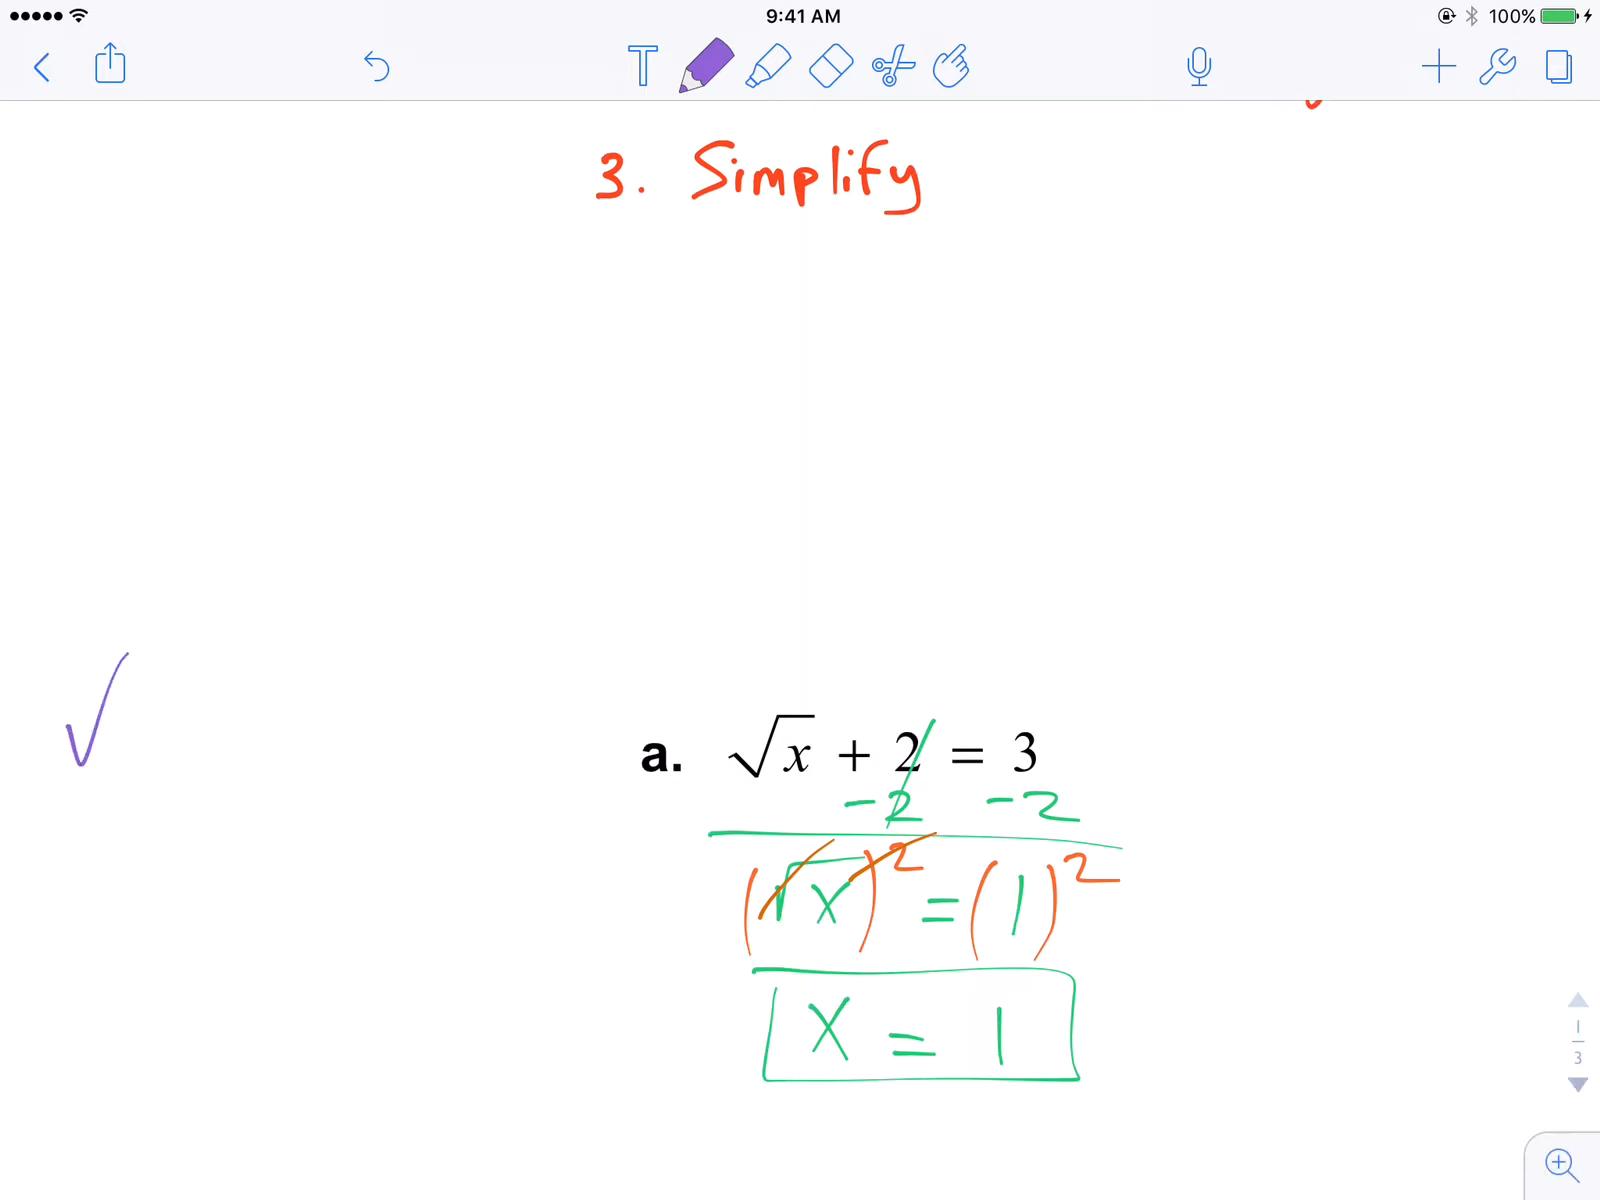 9:41 AM
100%
T
3. Simplify
√
a. √x + 2 = 3
-2 -2
(√x)² = (1)²
x = 1
1
3